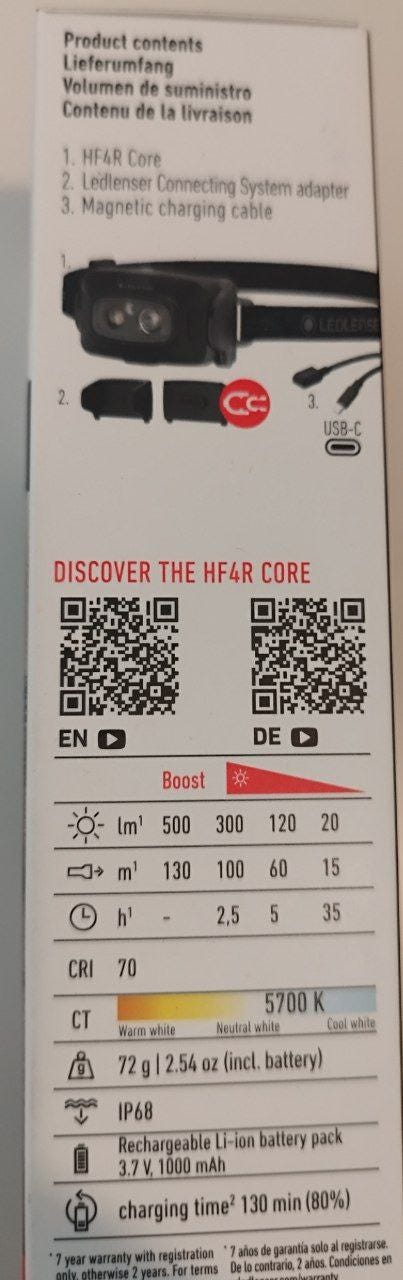 Product contents
Lieferumfang
Volumen de suministro
Contenu de la livraison
1. HF4R Core
2. Ledlenser Connecting System adapter
3. Magnetic charging cable
1.
LEDLENSE
2.
3.
USB-C
DISCOVER THE HF4R CORE
EN
DE
Boost
lm¹ 500 300 120 20
m¹ 130 100 60 15
h¹ - 2,5 5 35
CRI 70
CT 5700 K
Warm white Neutral white Cool white
g 72 g | 2.54 oz (incl. battery)
IP68
Rechargeable Li-ion battery pack
3.7 V, 1000 mAh
charging time² 130 min (80%)
* 7 year warranty with registration
only, otherwise 2 years. For terms
* 7 años de garantía solo al registrarse.
De lo contrario, 2 años. Condiciones en